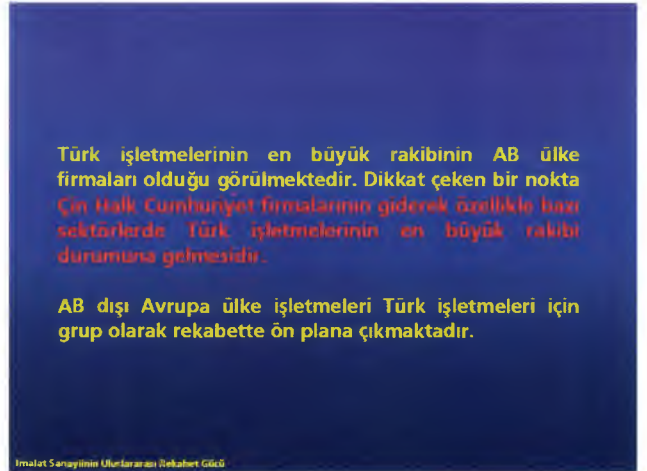 Türk işletmelerinin en büyük rakibinin AB ülke
firmaları olduğu görülmektedir. Dikkat çeken bir nokta
Çin Halk Cumhuriyet firmalarının giderek özellikle bazı
sektörlerde Türk işletmelerinin en büyük rakibi
durumuna gelmesidir.
AB dışı Avrupa ülke işletmeleri Türk işletmeleri için
grup olarak rekabette ön plana çıkmaktadır.
Imalat Sanayiinin Uluslararası Rekabet Gücü